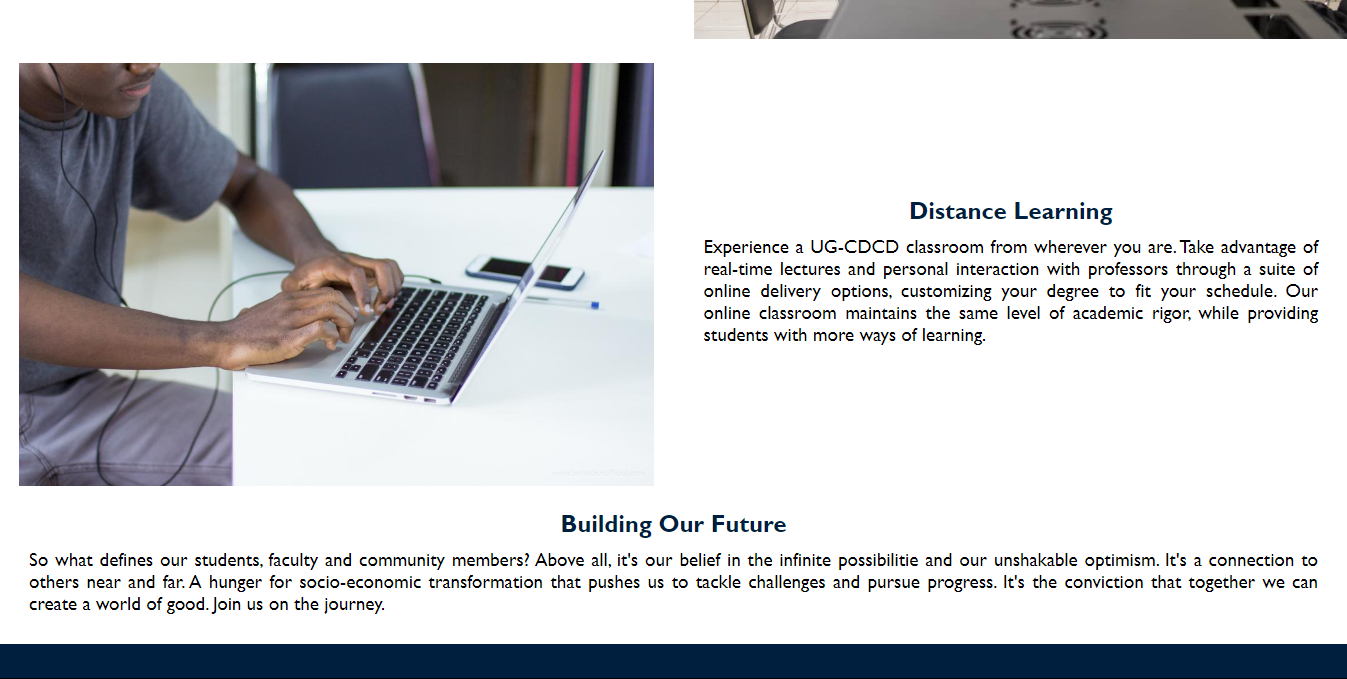 Distance Learning
Experience a UG-CDCD classroom from wherever you are. Take advantage of
real-time lectures and personal interaction with professors through a suite of
online delivery options, customizing your degree to fit your schedule. Our
online classroom maintains the same level of academic rigor, while providing
students with more ways of learning.
Building Our Future
So what defines our students, faculty and community members? Above all, it's our belief in the infinite possibilitie and our unshakable optimism. It's a connection to
others near and far. A hunger for socio-economic transformation that pushes us to tackle challenges and pursue progress. It's the conviction that together we can
create a world of good. Join us on the journey.